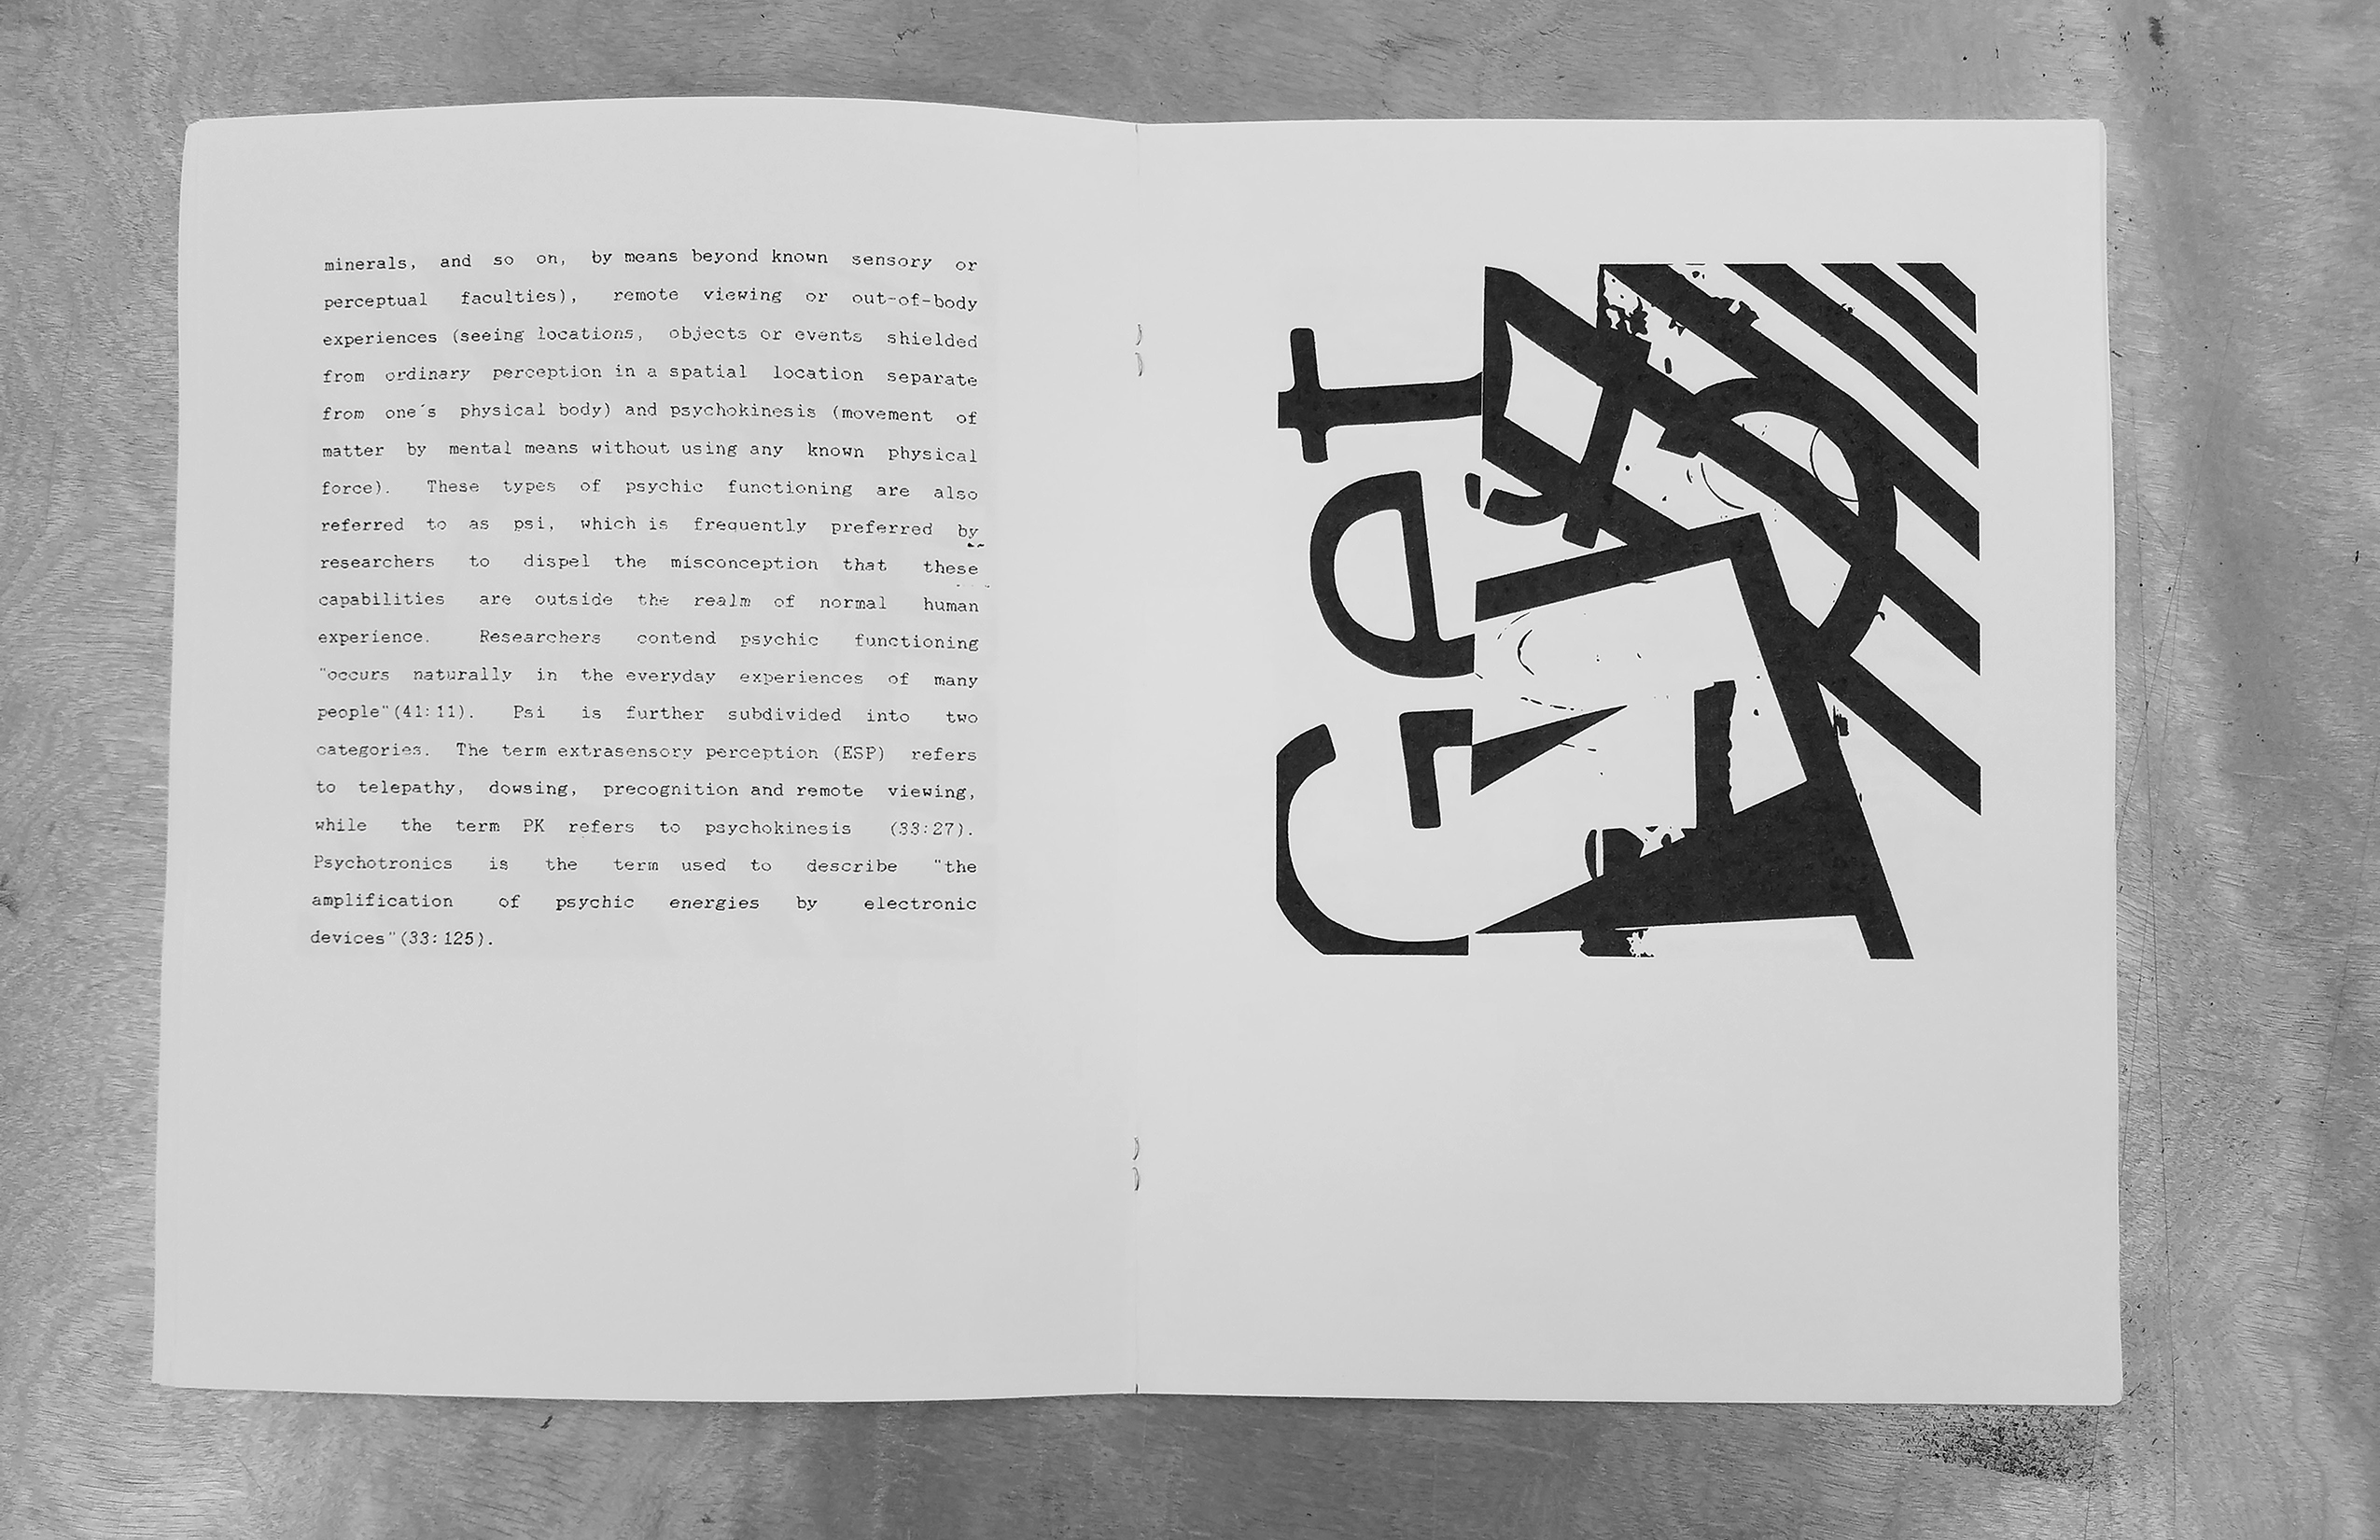 minerals, and so on, by means beyond known sensory or
perceptual faculties), remote viewing or out-of-body
experiences (seeing locations, objects or events shielded
from ordinary perception in a spatial location separate
from one's physical body) and psychokinesis (movement of
matter by mental means without using any known physical
force). These types of psychic functioning are also
referred to as psi, which is frequently preferred by
researchers to dispel the misconception that these
capabilities are outside the realm of normal human
experience. Researchers contend psychic functioning
"occurs naturally in the everyday experiences of many
people"(41:11). Psi is further subdivided into two
categories. The term extrasensory perception (ESP) refers
to telepathy, dowsing, precognition and remote viewing,
while the term PK refers to psychokinesis (33:27).
Psychotronics is the term used to describe "the
amplification of psychic energies by electronic
devices"(33:125).
Get